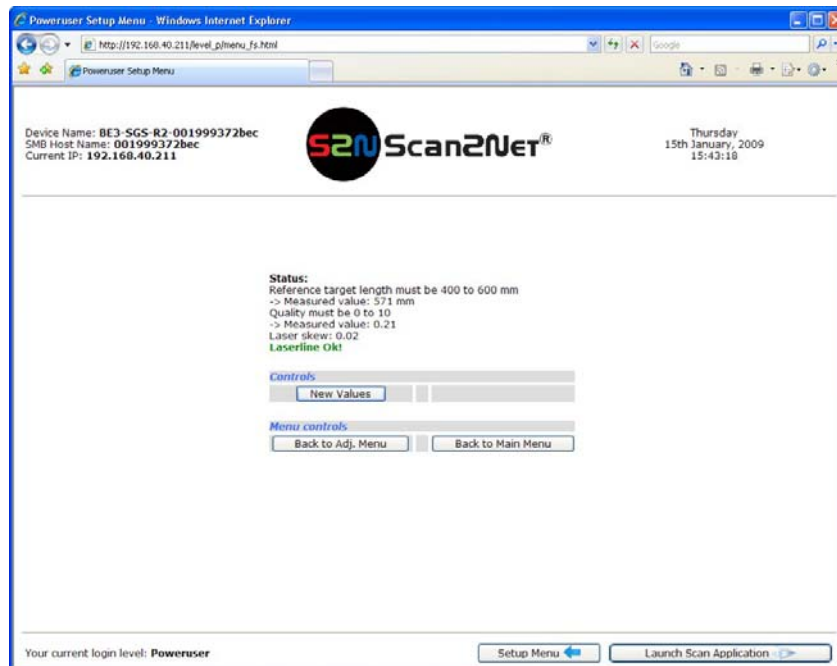 Poweruser Setup Menu - Windows Internet Explorer
http://192.168.40.211/level_p/menu_fs.html
Google
Poweruser Setup Menu
Device Name: BE3-SGS-R2-001999372bec
SMB Host Name: 001999372bec
Current IP: 192.168.40.211
S2N Scan2Net®
Thursday
15th January, 2009
15:43:18
Status:
Reference target length must be 400 to 600 mm
-> Measured value: 571 mm
Quality must be 0 to 10
-> Measured value: 0.21
Laser skew: 0.02
Laserline Ok!
Controls
New Values
Menu controls
Back to Adj. Menu
Back to Main Menu
Your current login level: Poweruser
Setup Menu
Launch Scan Application